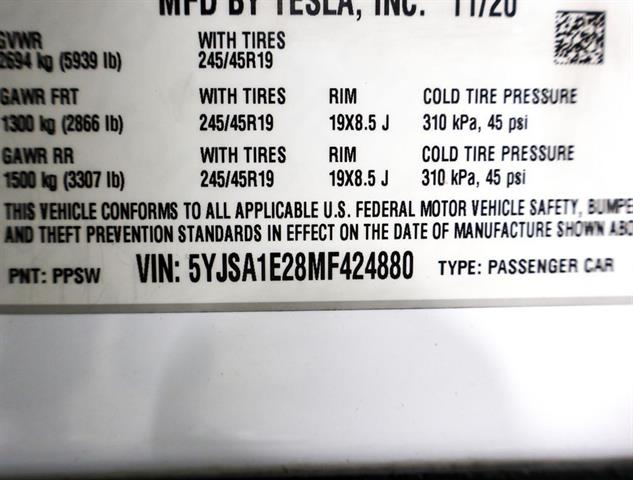 MFD BY TESLA, INC. 11/20
GVWR WITH TIRES
2694 kg (5939 lb) 245/45R19
GAWR FRT WITH TIRES RIM COLD TIRE PRESSURE
1300 kg (2866 lb) 245/45R19 19X8.5 J 310 kPa, 45 psi
GAWR RR WITH TIRES RIM COLD TIRE PRESSURE
1500 kg (3307 lb) 245/45R19 19X8.5 J 310 kPa, 45 psi
THIS VEHICLE CONFORMS TO ALL APPLICABLE U.S. FEDERAL MOTOR VEHICLE SAFETY, BUMPE
AND THEFT PREVENTION STANDARDS IN EFFECT ON THE DATE OF MANUFACTURE SHOWN ABO
PNT: PPSW VIN: 5YJSA1E28MF424880 TYPE: PASSENGER CAR